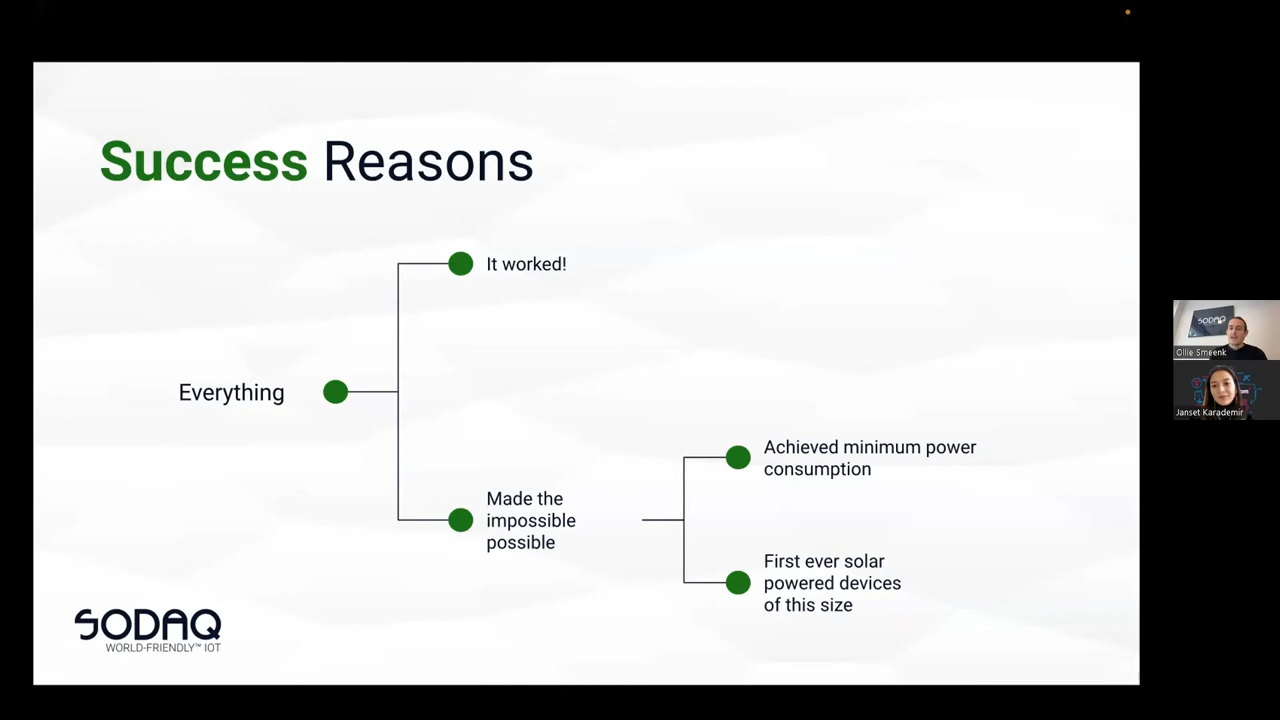 Success Reasons
It worked!
Everything
Made the
impossible
possible
Achieved minimum power
consumption
First ever solar
powered devices
of this size
SODAQ
WORLD-FRIENDLY™ IOT
SODAQ
Ollie Smeenk
Janset Karademir